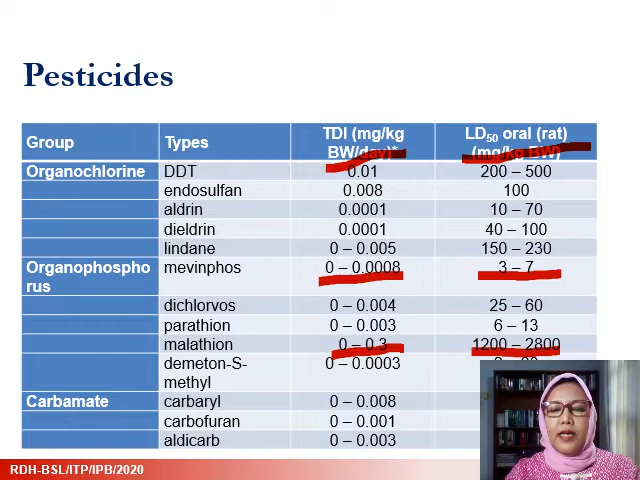 Pesticides
Group Types TDI (mg/kg BW/day)* LD50 oral (rat) (mg/kg BW)
Organochlorine DDT 0.01 200 – 500
endosulfan 0.008 100
aldrin 0.0001 10 – 70
dieldrin 0.0001 40 – 100
lindane 0 – 0.005 150 – 230
Organophosphorus mevinphos 0 – 0.0008 3 – 7
dichlorvos 0 – 0.004 25 – 60
parathion 0 – 0.003 6 – 13
malathion 0 – 0.3 1200 – 2800
demeton-S-methyl 0 – 0.0003
Carbamate carbaryl 0 – 0.008
carbofuran 0 – 0.001
aldicarb 0 – 0.003
RDH-BSL/ITP/IPB/2020